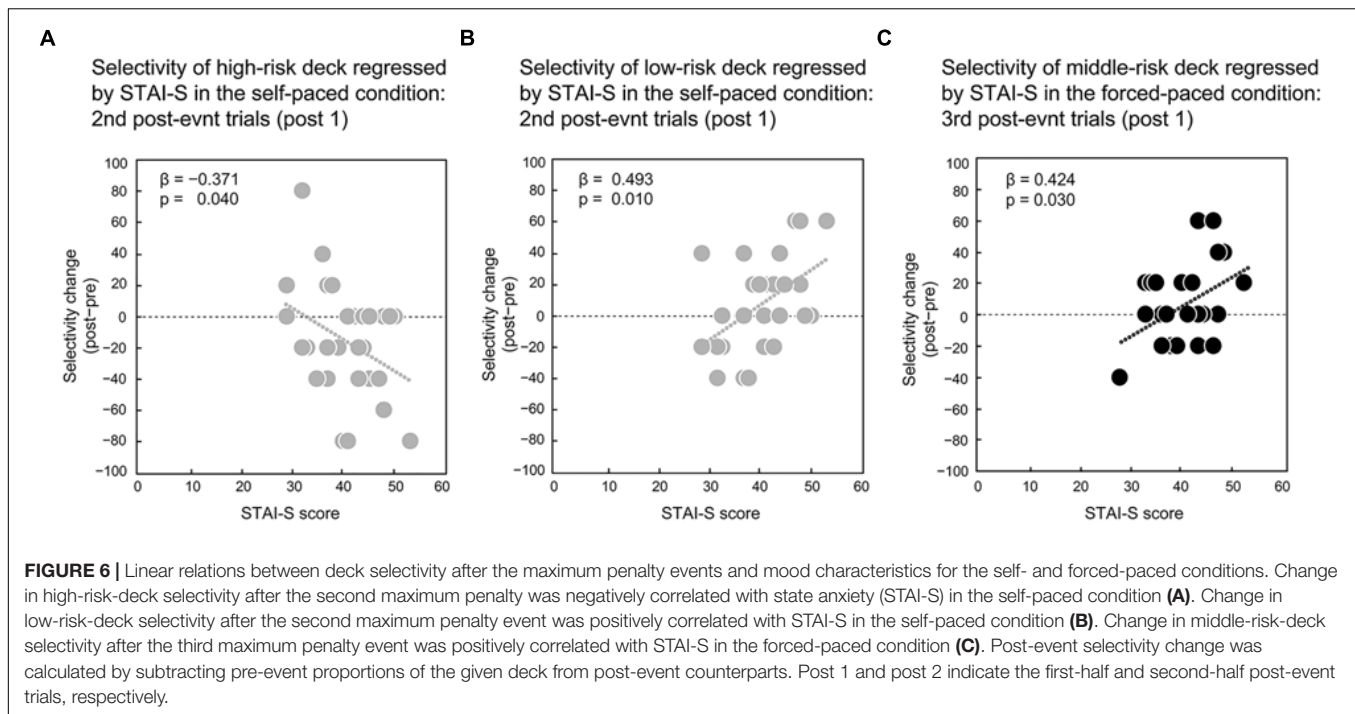 A
Selectivity of high-risk deck regressed
by STAI-S in the self-paced condition:
2nd post-evnt trials (post 1)
β = −0.371
p = 0.040
100
80
60
40
20
0
−20
−40
−60
−80
−100
Selectivity change
(post−pre)
0
10
20
30
40
50
60
STAI-S score
B
Selectivity of low-risk deck regressed
by STAI-S in the self-paced condition:
2nd post-evnt trials (post 1)
β = 0.493
p = 0.010
100
80
60
40
20
0
−20
−40
−60
−80
−100
Selectivity change
(post−pre)
0
10
20
30
40
50
60
STAI-S score
C
Selectivity of middle-risk deck regressed
by STAI-S in the forced-paced condition:
3rd post-evnt trials (post 1)
β = 0.424
p = 0.030
100
80
60
40
20
0
−20
−40
−60
−80
−100
Selectivity change
(post−pre)
0
10
20
30
40
50
60
STAI-S score
FIGURE 6 | Linear relations between deck selectivity after the maximum penalty events and mood characteristics for the self- and forced-paced conditions. Change
in high-risk-deck selectivity after the second maximum penalty was negatively correlated with state anxiety (STAI-S) in the self-paced condition (A). Change in
low-risk-deck selectivity after the second maximum penalty event was positively correlated with STAI-S in the self-paced condition (B). Change in middle-risk-deck
selectivity after the third maximum penalty event was positively correlated with STAI-S in the forced-paced condition (C). Post-event selectivity change was
calculated by subtracting pre-event proportions of the given deck from post-event counterparts. Post 1 and post 2 indicate the first-half and second-half post-event
trials, respectively.